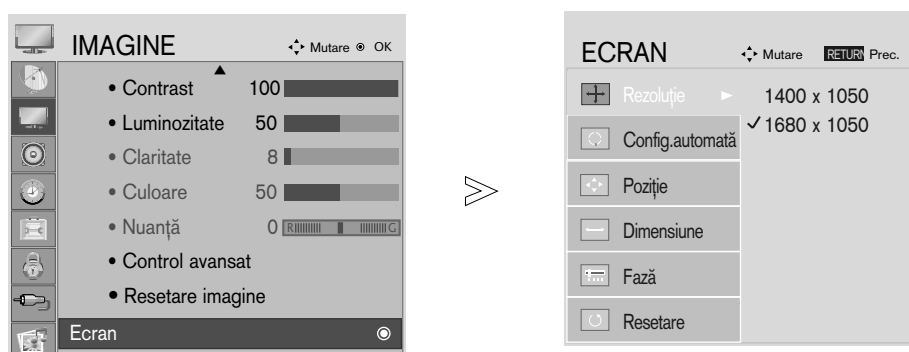 IMAGINE
Mutare
OK
• Contrast 100
• Luminozitate 50
• Claritate 8
• Culoare 50
• Nuanță 0 R G
• Control avansat
• Resetare imagine
Ecran
ECRAN
Mutare
RETURN Prec.
Rezoluție
1400 x 1050
1680 x 1050
Config.automată
Poziție
Dimensiune
Fază
Resetare